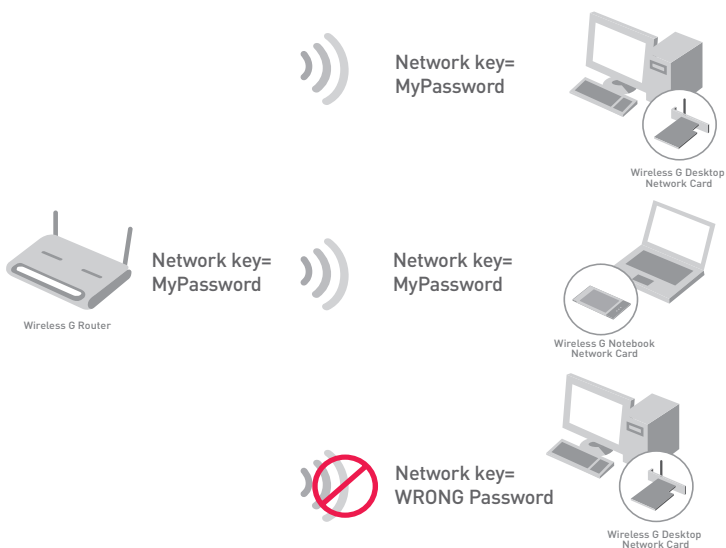 Network key=
MyPassword
Wireless G Desktop
Network Card
Wireless G Router
Network key=
MyPassword
Network key=
MyPassword
Wireless G Notebook
Network Card
Network key=
WRONG Password
Wireless G Desktop
Network Card